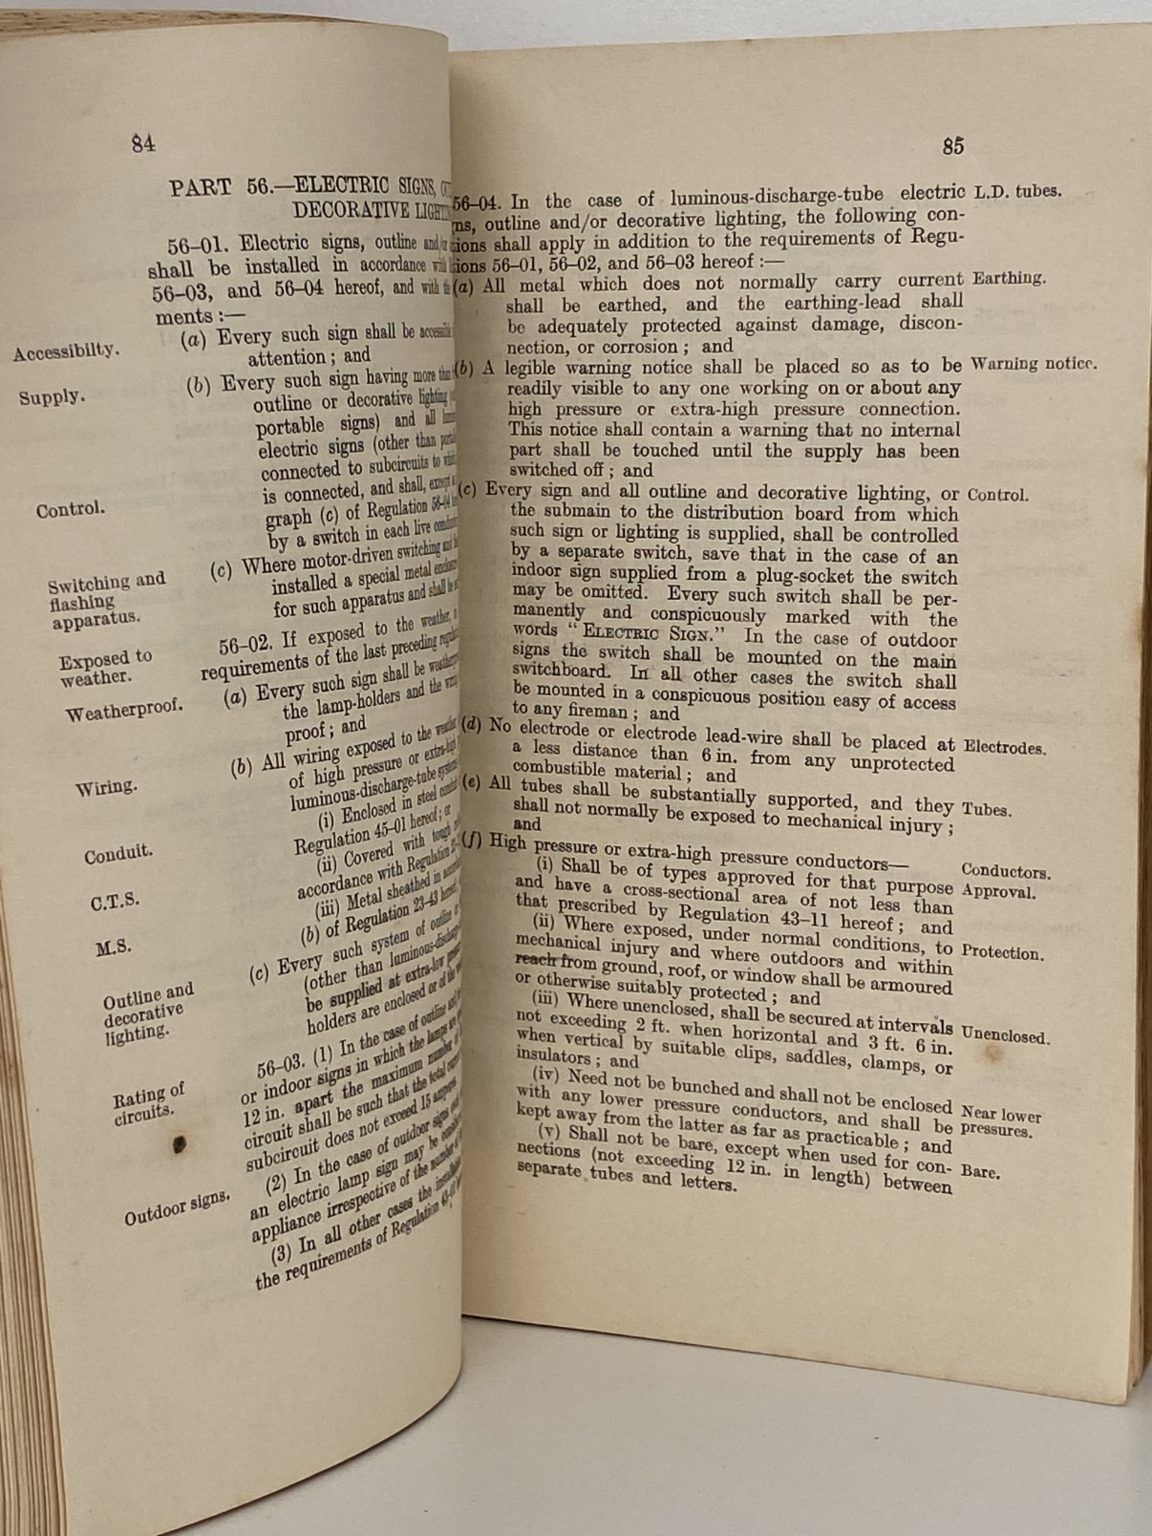 84
PART 56.—ELECTRIC SIGNS,
DECORATIVE
56–01. Electric signs, outline
shall be installed in accordance
56–03, and 56–04 hereof, and with
ments :—
Accessibilty.
(a) Every such sign shall be
attention ; and
Supply.
(b) Every such sign having more
outline or decorative lighting
portable signs) and all
electric signs (other than
connected to subcircuits to
is connected, and shall, except
Control.
graph (c) of Regulation 56–04
by a switch in each live
Switching and
flashing
apparatus.
(c) Where motor-driven switching
installed a special metal
for such apparatus and shall be
Exposed to
weather.
56–02. If exposed to the weather,
requirements of the last preceding
Weatherproof.
(a) Every such sign shall be
the lamp-holders and the
proof ; and
Wiring.
(b) All wiring exposed to the
of high pressure or
luminous-discharge-tube
Conduit.
(i) Enclosed in steel
Regulation 45–01 hereof ; or
C.T.S.
(ii) Covered with tough
accordance with Regulation
M.S.
(iii) Metal sheathed in
(b) of Regulation 23–43
Outline and
decorative
lighting.
(c) Every such system of outline
(other than
be supplied at extra-low
holders are enclosed or of the
Rating of
circuits.
56–03. (1) In the case of outline
or indoor signs in which the lamps
12 in. apart the maximum number
circuit shall be such that the total
subcircuit does not exceed 15 amperes.
Outdoor signs.
(2) In the case of outdoor signs
an electric lamp sign may be
appliance irrespective of the number
(3) In all other cases the
the requirements of Regulation
85
56–04. In the case of luminous-discharge-tube electric L.D. tubes.
outline and/or decorative lighting, the following con-
shall apply in addition to the requirements of Regu-
56–01, 56–02, and 56–03 hereof :—
(a) All metal which does not normally carry current Earthing.
shall be earthed, and the earthing-lead shall
be adequately protected against damage, discon-
nection, or corrosion ; and
(b) A legible warning notice shall be placed so as to be Warning notice.
readily visible to any one working on or about any
high pressure or extra-high pressure connection.
This notice shall contain a warning that no internal
part shall be touched until the supply has been
switched off ; and
(c) Every sign and all outline and decorative lighting, or Control.
the submain to the distribution board from which
such sign or lighting is supplied, shall be controlled
by a separate switch, save that in the case of an
indoor sign supplied from a plug-socket the switch
may be omitted. Every such switch shall be per-
manently and conspicuously marked with the
words “ ELECTRIC SIGN.” In the case of outdoor
signs the switch shall be mounted on the main
switchboard. In all other cases the switch shall
be mounted in a conspicuous position easy of access
to any fireman ; and
(d) No electrode or electrode lead-wire shall be placed at Electrodes.
a less distance than 6 in. from any unprotected
combustible material ; and
(e) All tubes shall be substantially supported, and they Tubes.
shall not normally be exposed to mechanical injury ;
and
(f) High pressure or extra-high pressure conductors— Conductors.
(i) Shall be of types approved for that purpose Approval.
and have a cross-sectional area of not less than
that prescribed by Regulation 43–11 hereof ; and
(ii) Where exposed, under normal conditions, to Protection.
mechanical injury and where outdoors and within
reach from ground, roof, or window shall be armoured
or otherwise suitably protected ; and
(iii) Where unenclosed, shall be secured at intervals Unenclosed.
not exceeding 2 ft. when horizontal and 3 ft. 6 in.
when vertical by suitable clips, saddles, clamps, or
insulators ; and
(iv) Need not be bunched and shall not be enclosed Near lower
with any lower pressure conductors, and shall be pressures.
kept away from the latter as far as practicable ; and
(v) Shall not be bare, except when used for con- Bare.
nections (not exceeding 12 in. in length) between
separate tubes and letters.